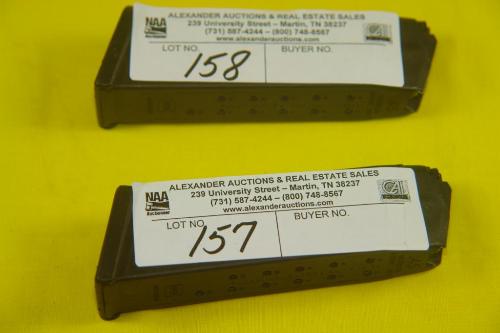 NAA
Auctioneer
ALEXANDER AUCTIONS & REAL ESTATE SALES
239 University Street – Martin, TN 38237
(731) 587-4244 – (800) 748-8567
www.alexanderauctions.com
LOT NO. BUYER NO.
158
NAA
Auctioneer
ALEXANDER AUCTIONS & REAL ESTATE SALES
239 University Street – Martin, TN 38237
(731) 587-4244 – (800) 748-8567
www.alexanderauctions.com
LOT NO. BUYER NO.
157